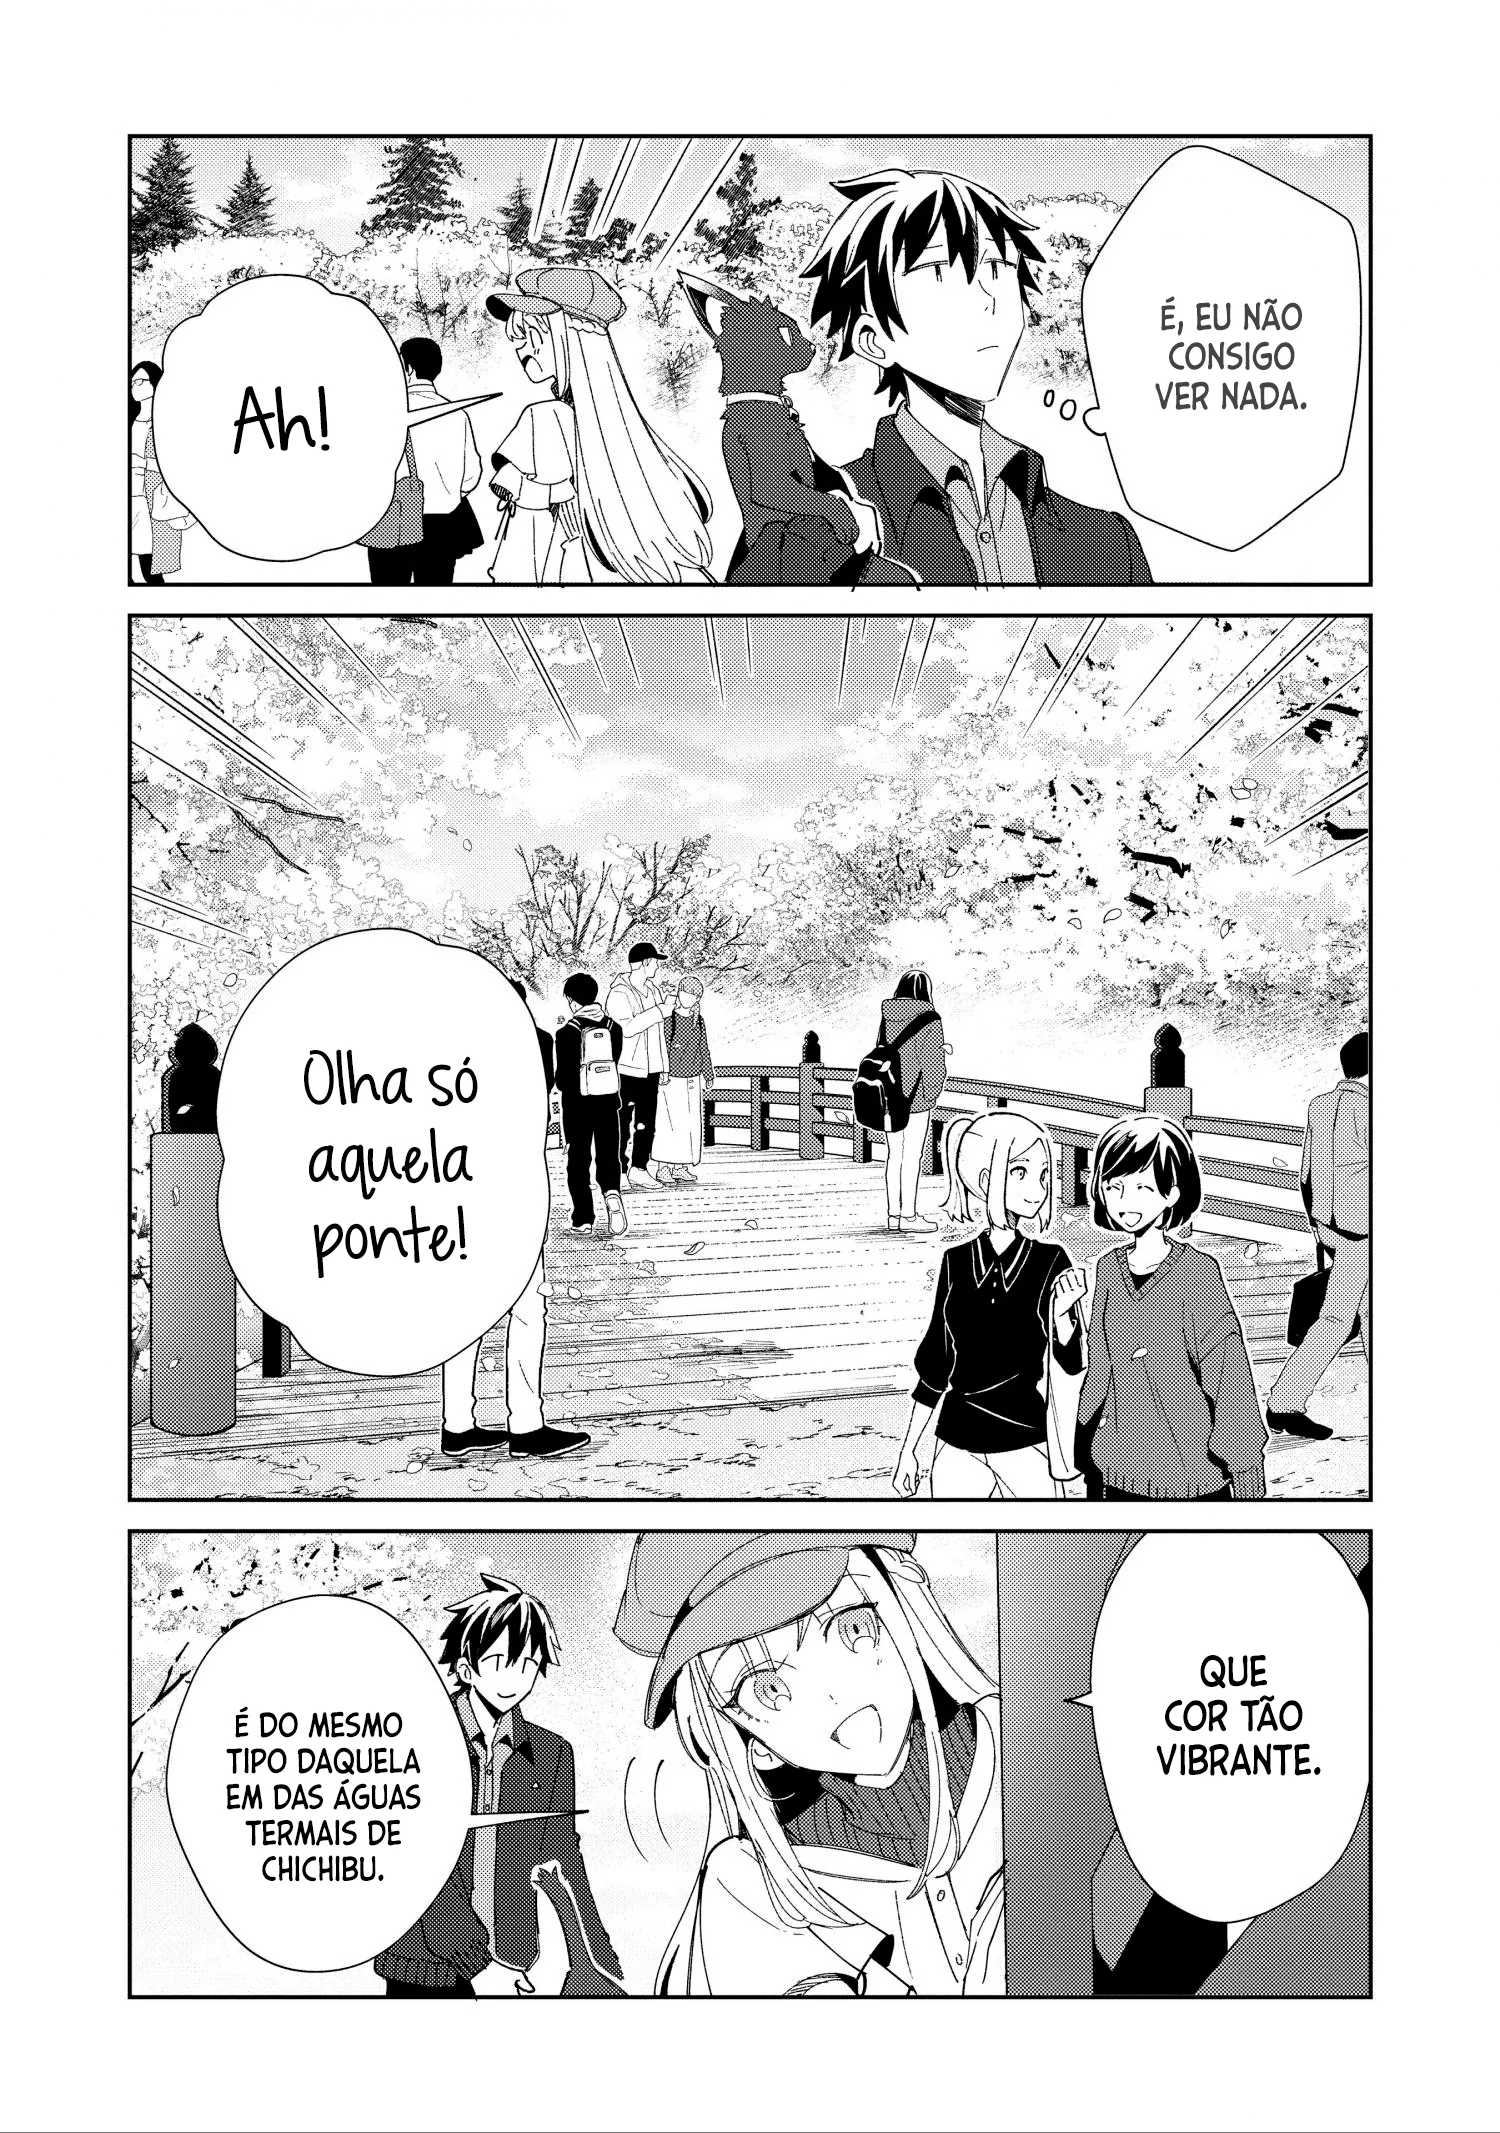 É, EU NÃO
CONSIGO
VER NADA.
Ah!
Olha só
aquela
ponte!
QUE
COR TÃO
VIBRANTE.
É DO MESMO
TIPO DAQUELA
EM DAS ÁGUAS
TERMAIS DE
CHICHIBU.